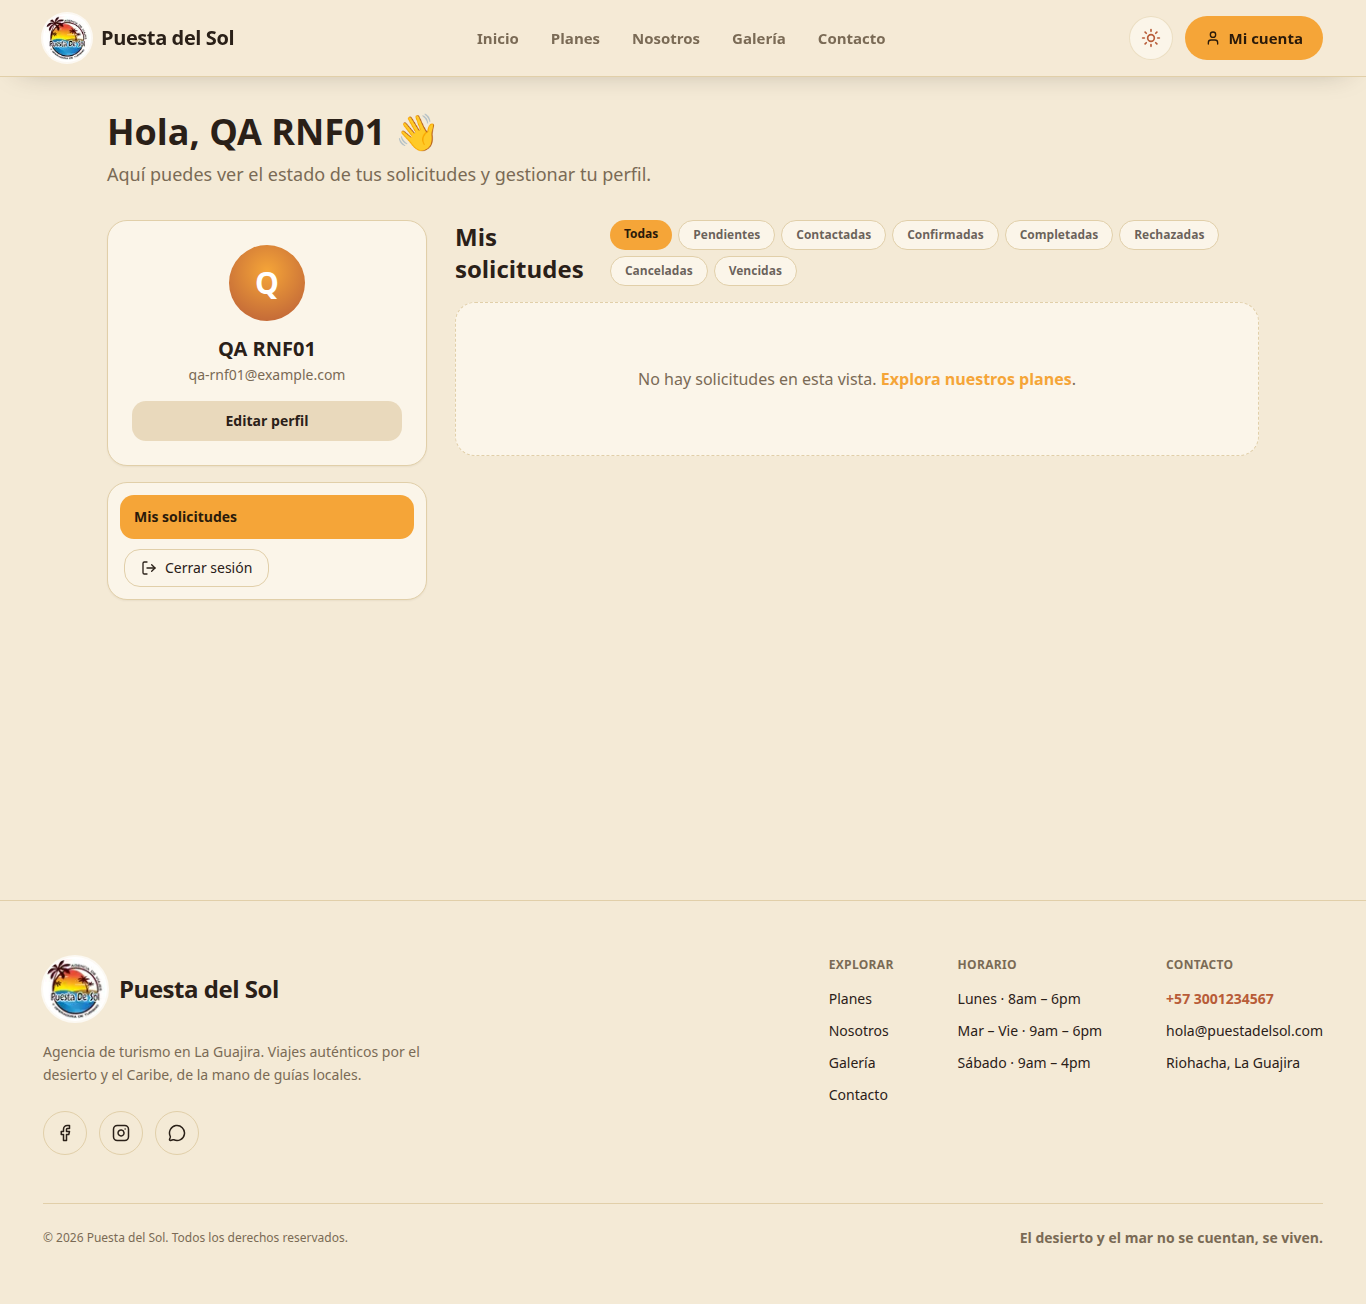 Puesta del Sol
Inicio
Planes
Nosotros
Galería
Contacto
Mi cuenta
Hola, QA RNF01 👋
Aquí puedes ver el estado de tus solicitudes y gestionar tu perfil.
Q
QA RNF01
qa-rnf01@example.com
Editar perfil
Mis solicitudes
Cerrar sesión
Mis
solicitudes
Todas
Pendientes
Contactadas
Confirmadas
Completadas
Rechazadas
Canceladas
Vencidas
No hay solicitudes en esta vista. Explora nuestros planes.
Puesta De Sol
Puesta del Sol
Agencia de turismo en La Guajira. Viajes auténticos por el
desierto y el Caribe, de la mano de guías locales.
EXPLORAR
Planes
Nosotros
Galería
Contacto
HORARIO
Lunes · 8am – 6pm
Mar – Vie · 9am – 6pm
Sábado · 9am – 4pm
CONTACTO
+57 3001234567
hola@puestadelsol.com
Riohacha, La Guajira
© 2026 Puesta del Sol. Todos los derechos reservados.
El desierto y el mar no se cuentan, se viven.